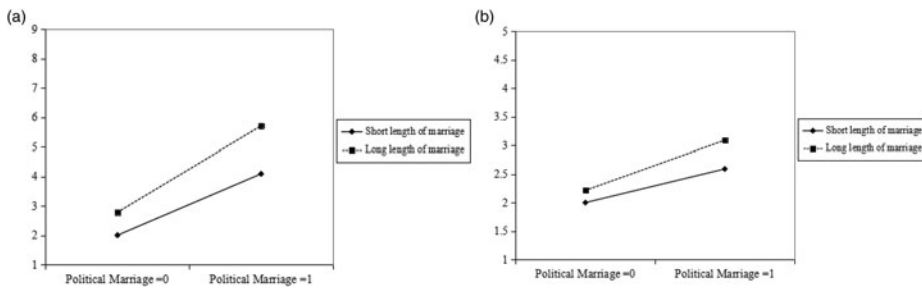 (a)
9
8
7
6
5
4
3
2
1
Political Marriage =0
Political Marriage =1
Short length of marriage
Long length of marriage
(b)
5
4.5
4
3.5
3
2.5
2
1.5
1
Political Marriage =0
Political Marriage =1
Short length of marriage
Long length of marriage